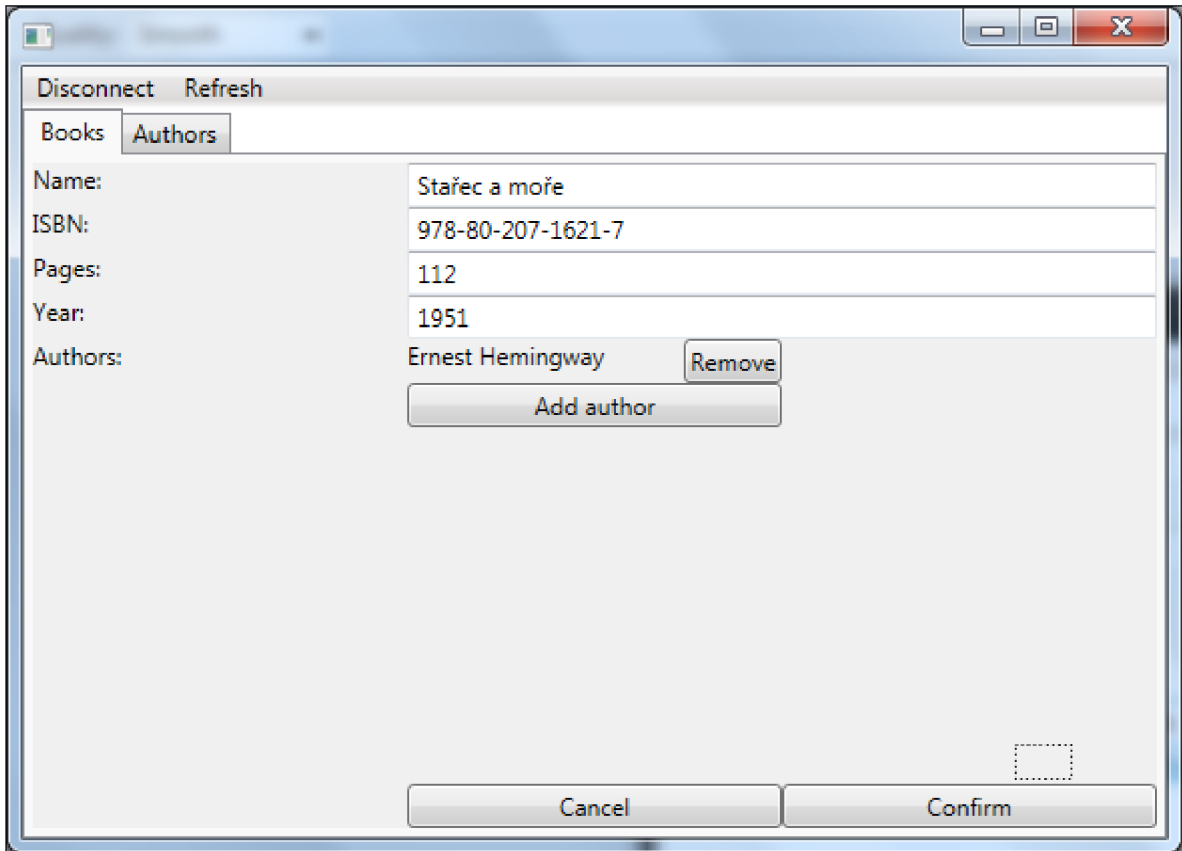 Disconnect Refresh
Books Authors
Name: Stařec a moře
ISBN: 978-80-207-1621-7
Pages: 112
Year: 1951
Authors: Ernest Hemingway Remove
Add author
Cancel Confirm